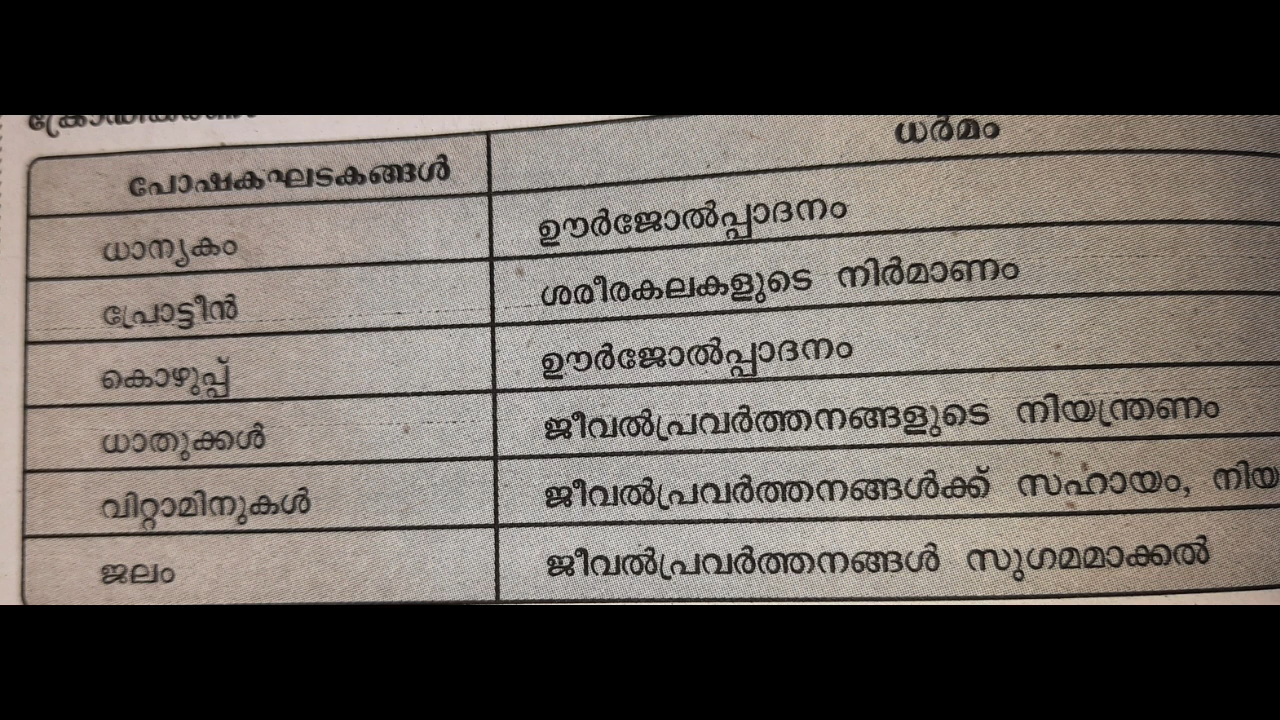 പോഷകഘടകങ്ങൾ ധർമം
ധാന്യകം ഊർജോൽപ്പാദനം
പ്രോട്ടീൻ ശരീരകലകളുടെ നിർമാണം
കൊഴുപ്പ് ഊർജോൽപ്പാദനം
ധാതുക്കൾ ജീവൽപ്രവർത്തനങ്ങളുടെ നിയന്ത്രണം
വിറ്റാമിനുകൾ ജീവൽപ്രവർത്തനങ്ങൾക്ക് സഹായം, നിയ
ജലം ജീവൽപ്രവർത്തനങ്ങൾ സുഗമമാക്കൽ